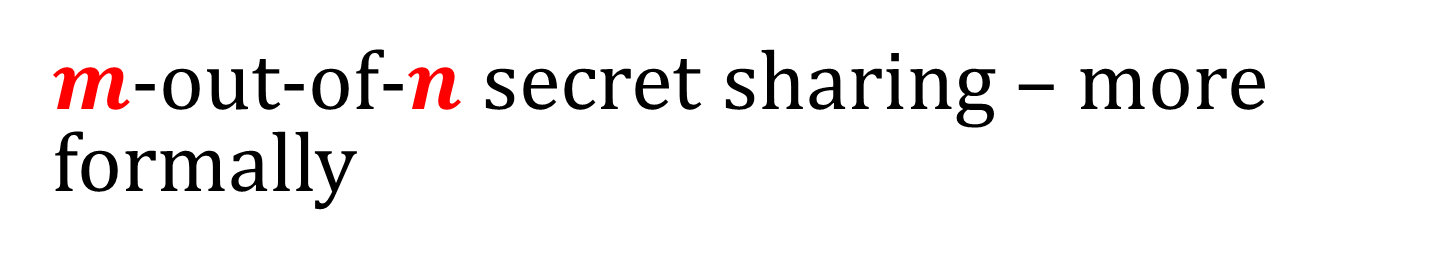 m-out-of-n secret sharing – more
formally